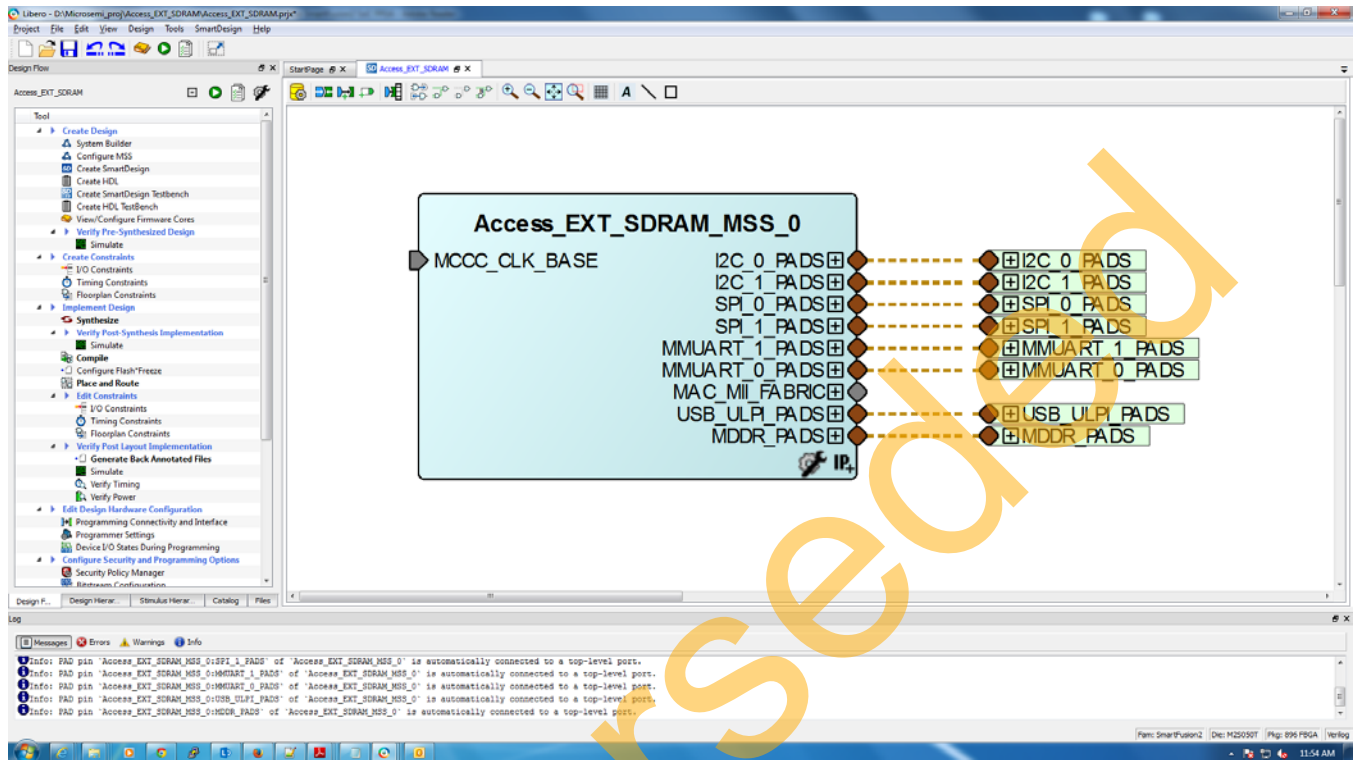 Libero - D:\Microsemi_proj\Access_EXT_SDRAM\Access_EXT_SDRAM.prjx*
Project File Edit View Design Tools SmartDesign Help
Design Flow
StartPage
Access_EXT_SDRAM
Access_EXT_SDRAM
Tool
Create Design
System Builder
Configure MSS
Create SmartDesign
Create HDL
Create SmartDesign Testbench
Create HDL TestBench
View/Configure Firmware Cores
Verify Pre-Synthesized Design
Simulate
Create Constraints
I/O Constraints
Timing Constraints
Floorplan Constraints
Implement Design
Synthesize
Verify Post-Synthesis Implementation
Simulate
Compile
Configure Flash*Freeze
Place and Route
Edit Constraints
I/O Constraints
Timing Constraints
Floorplan Constraints
Verify Post Layout Implementation
Generate Back Annotated Files
Simulate
Verify Timing
Verify Power
Edit Design Hardware Configuration
Programming Connectivity and Interface
Programmer Settings
Device I/O States During Programming
Configure Security and Programming Options
Security Policy Manager
Bitstream Configuration
Design F... Design Hierar... Stimulus Hierar... Catalog Files
Access_EXT_SDRAM_MSS_0
MCCC_CLK_BASE
I2C_0_PADS I2C_0_PADS
I2C_1_PADS I2C_1_PADS
SPI_0_PADS SPI_0_PADS
SPI_1_PADS SPI_1_PADS
MMUART_1_PADS MMUART_1_PADS
MMUART_0_PADS MMUART_0_PADS
MAC_MII_FABRIC
USB_ULPI_PADS USB_ULPI_PADS
MDDR_PADS MDDR_PADS
IP+
rseded
Log
Messages Errors Warnings Info
Info: PAD pin 'Access_EXT_SDRAM_MSS_0:SPI_1_PADS' of 'Access_EXT_SDRAM_MSS_0' is automatically connected to a top-level port.
Info: PAD pin 'Access_EXT_SDRAM_MSS_0:MMUART_1_PADS' of 'Access_EXT_SDRAM_MSS_0' is automatically connected to a top-level port.
Info: PAD pin 'Access_EXT_SDRAM_MSS_0:MMUART_0_PADS' of 'Access_EXT_SDRAM_MSS_0' is automatically connected to a top-level port.
Info: PAD pin 'Access_EXT_SDRAM_MSS_0:USB_ULPI_PADS' of 'Access_EXT_SDRAM_MSS_0' is automatically connected to a top-level port.
Info: PAD pin 'Access_EXT_SDRAM_MSS_0:MDDR_PADS' of 'Access_EXT_SDRAM_MSS_0' is automatically connected to a top-level port.
Fam: SmartFusion2 Die: M2S050T Pkg: 896 FBGA Verilog
11:54 AM